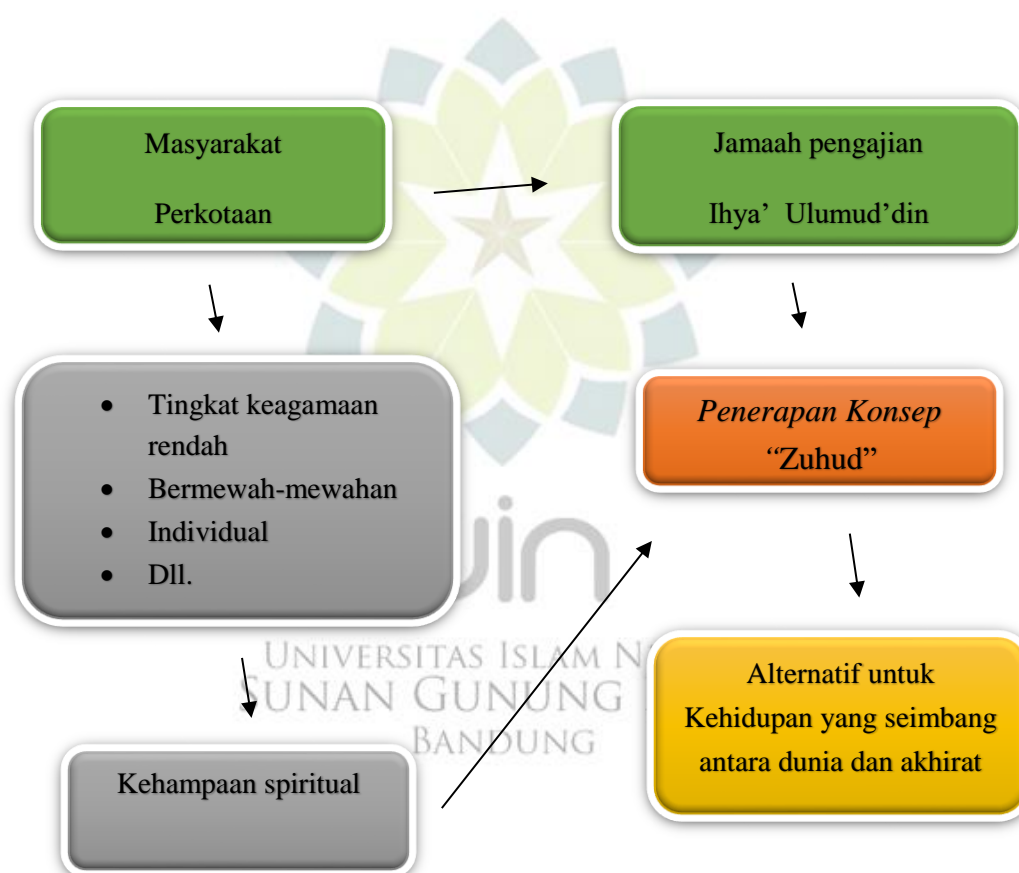 Masyarakat
Perkotaan
Jamaah pengajian
Ihya’ Ulumud’din
• Tingkat keagamaan
rendah
• Bermewah-mewahan
• Individual
• Dll.
Penerapan Konsep
“Zuhud”
uin
UNIVERSITAS ISLAM N
SUNAN GUNUNG
BANDUNG
Kehampaan spiritual
Alternatif untuk
Kehidupan yang seimbang
antara dunia dan akhirat